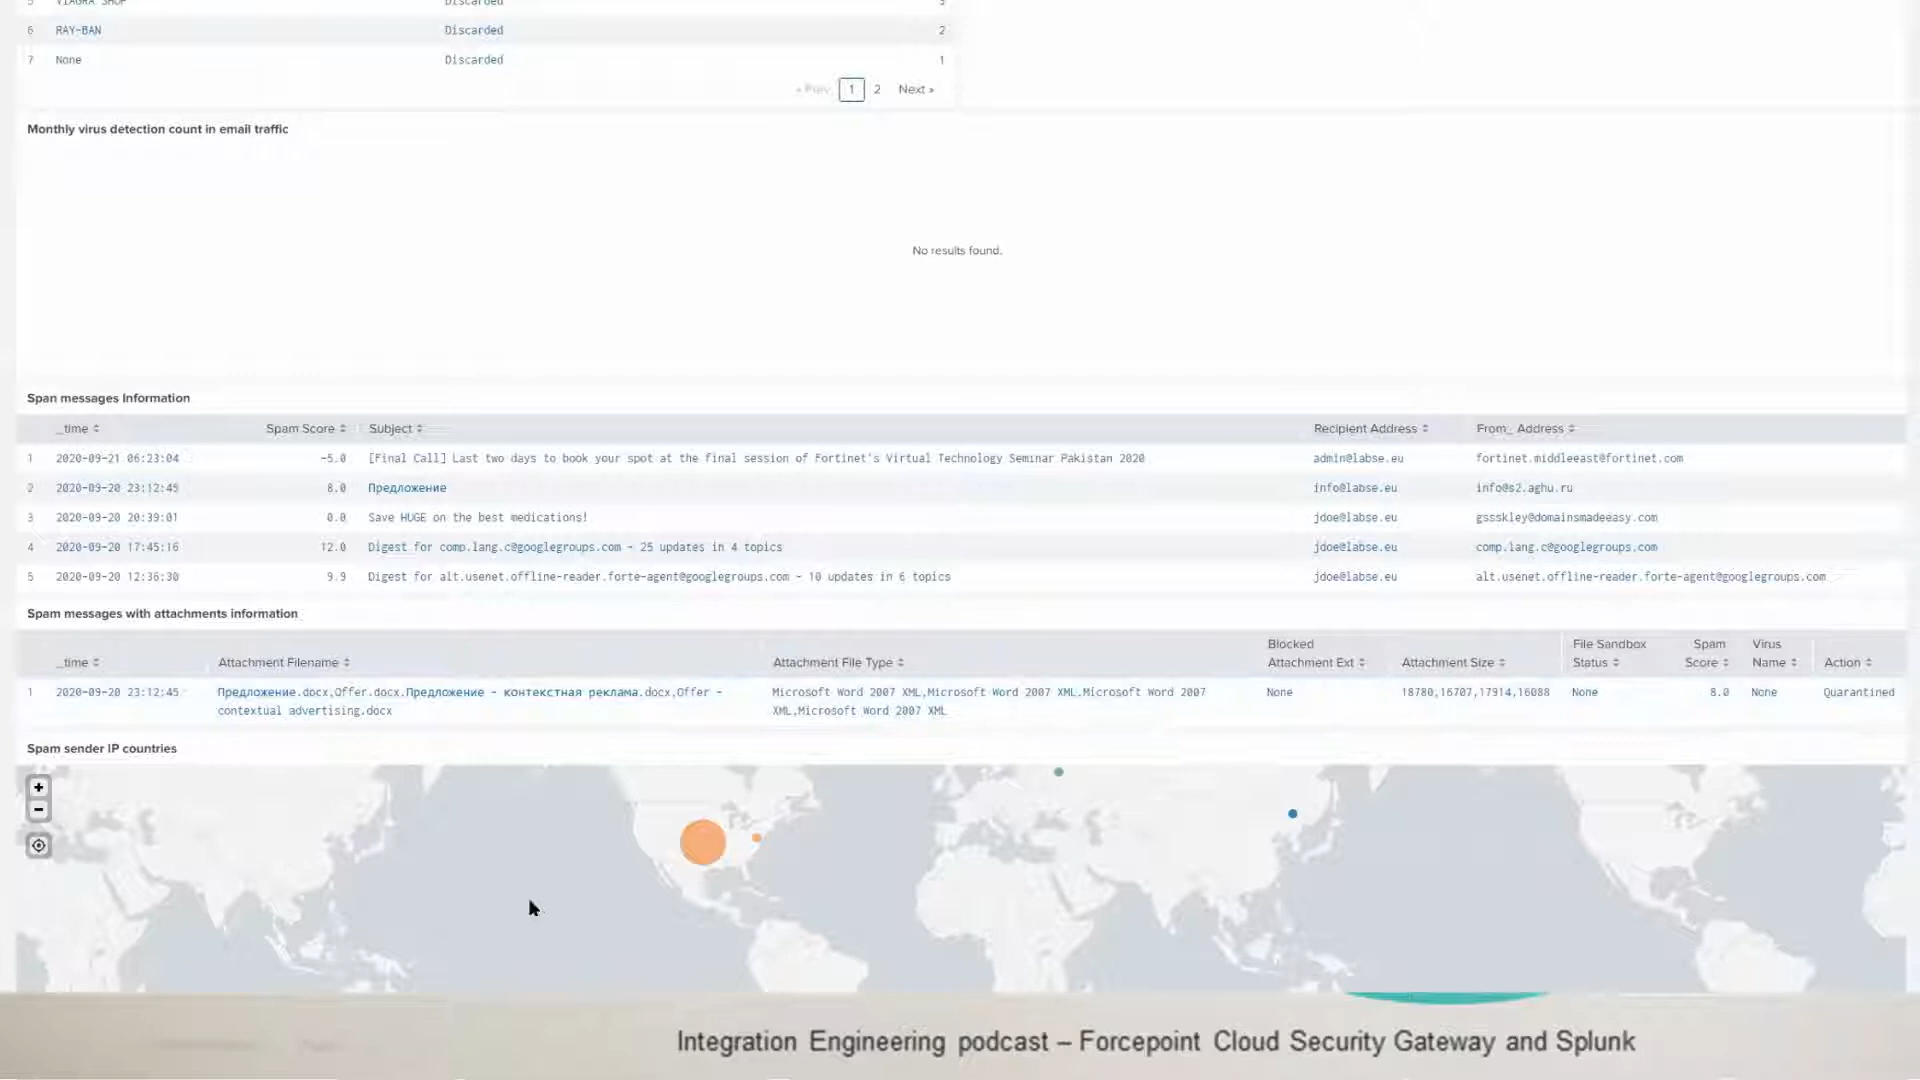 5 VIAGRA SHOP Discarded 3
6 RAY-BAN Discarded 2
7 None Discarded 1
« Prev 1 2 Next »
Monthly virus detection count in email traffic
No results found.
Span messages Information
_time Spam Score Subject Recipient Address From_ Address
1 2020-09-21 06:23:04 -5.0 [Final Call] Last two days to book your spot at the final session of Fortinet's Virtual Technology Seminar Pakistan 2020 admin@labse.eu fortinet.middleeast@fortinet.com
2 2020-09-20 23:12:45 8.0 Предложение info@labse.eu info@s2.aghu.ru
3 2020-09-20 20:39:01 0.0 Save HUGE on the best medications! jdoe@labse.eu gssskley@domainsmadeeasy.com
4 2020-09-20 17:45:16 12.0 Digest for comp.lang.c@googlegroups.com - 25 updates in 4 topics jdoe@labse.eu comp.lang.c@googlegroups.com
5 2020-09-20 12:36:30 9.9 Digest for alt.usenet.offline-reader.forte-agent@googlegroups.com - 10 updates in 6 topics jdoe@labse.eu alt.usenet.offline-reader.forte-agent@googlegroups.com
Spam messages with attachments information
Blocked File Sandbox Spam Virus
_time Attachment Filename Attachment File Type Attachment Ext Attachment Size Status Score Name Action
1 2020-09-20 23:12:45 Предложение.docx,Offer.docx,Предложение - контекстная реклама.docx,Offer - Microsoft Word 2007 XML,Microsoft Word 2007 XML,Microsoft Word 2007 None 18780,16707,17914,16088 None 8.0 None Quarantined
contextual advertising.docx XML,Microsoft Word 2007 XML
Spam sender IP countries
+
−
Integration Engineering podcast – Forcepoint Cloud Security Gateway and Splunk